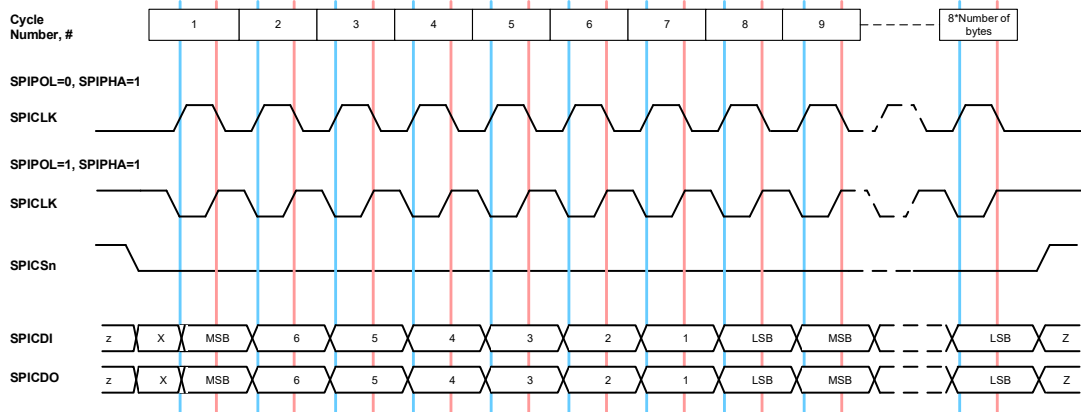 Cycle
Number, #
1 2 3 4 5 6 7 8 9
8*Number of
bytes
SPIPOL=0, SPIPHA=1
SPICLK
SPIPOL=1, SPIPHA=1
SPICLK
SPICSn
SPICDI z X MSB 6 5 4 3 2 1 LSB MSB LSB Z
SPICDO z X MSB 6 5 4 3 2 1 LSB MSB LSB Z